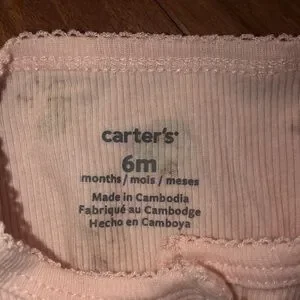 carter's
6m
months / mois / meses
Made in Cambodia
Fabriqué au Cambodge
Hecho en Camboya